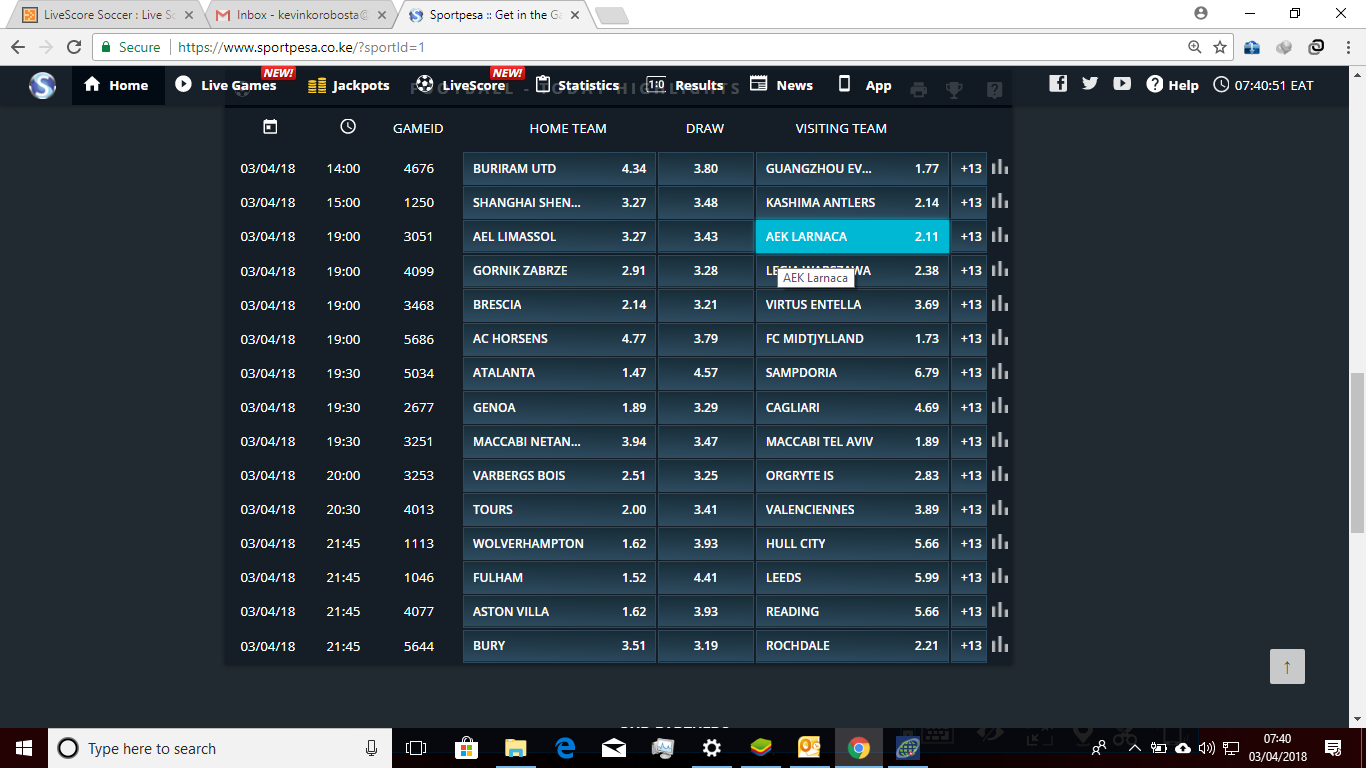 LiveScore Soccer : Live Sc
Inbox - kevinkorobosta@
Sportpesa :: Get in the Ga
Secure
https://www.sportpesa.co.ke/?sportId=1
Home
Live Games
NEW!
Jackpots
LiveScore
NEW!
Statistics
1:0
Results
News
App
Help
07:40:51 EAT
FOOTBALL - TODAY HIGHLIGHTS
GAMEID HOME TEAM DRAW VISITING TEAM
03/04/18 14:00 4676 BURIRAM UTD 4.34 3.80 GUANGZHOU EV... 1.77 +13
03/04/18 15:00 1250 SHANGHAI SHEN... 3.27 3.48 KASHIMA ANTLERS 2.14 +13
03/04/18 19:00 3051 AEL LIMASSOL 3.27 3.43 AEK LARNACA 2.11 +13
03/04/18 19:00 4099 GORNIK ZABRZE 2.91 3.28 LEGIA WARSZAWA 2.38 +13
AEK Larnaca
03/04/18 19:00 3468 BRESCIA 2.14 3.21 VIRTUS ENTELLA 3.69 +13
03/04/18 19:00 5686 AC HORSENS 4.77 3.79 FC MIDTJYLLAND 1.73 +13
03/04/18 19:30 5034 ATALANTA 1.47 4.57 SAMPDORIA 6.79 +13
03/04/18 19:30 2677 GENOA 1.89 3.29 CAGLIARI 4.69 +13
03/04/18 19:30 3251 MACCABI NETAN... 3.94 3.47 MACCABI TEL AVIV 1.89 +13
03/04/18 20:00 3253 VARBERGS BOIS 2.51 3.25 ORGRYTE IS 2.83 +13
03/04/18 20:30 4013 TOURS 2.00 3.41 VALENCIENNES 3.89 +13
03/04/18 21:45 1113 WOLVERHAMPTON 1.62 3.93 HULL CITY 5.66 +13
03/04/18 21:45 1046 FULHAM 1.52 4.41 LEEDS 5.99 +13
03/04/18 21:45 4077 ASTON VILLA 1.62 3.93 READING 5.66 +13
03/04/18 21:45 5644 BURY 3.51 3.19 ROCHDALE 2.21 +13
OUR PARTNERS
Type here to search
07:40
03/04/2018